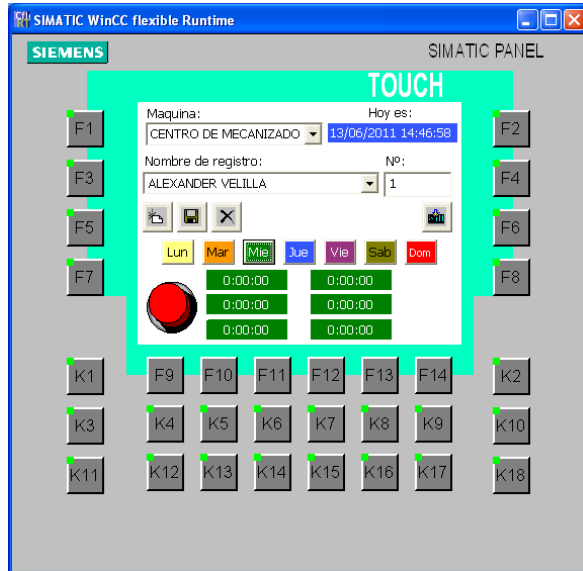 SIMATIC WinCC flexible Runtime
SIEMENS SIMATIC PANEL
TOUCH
Maquina: Hoy es:
CENTRO DE MECANIZADO 13/06/2011 14:46:58
Nombre de registro: Nº:
ALEXANDER VELILLA 1
Lun Mar Mie Jue Vie Sab Dom
0:00:00 0:00:00
0:00:00 0:00:00
0:00:00 0:00:00
F1 F2
F3 F4
F5 F6
F7 F8
K1 F9 F10 F11 F12 F13 F14 K2
K3 K4 K5 K6 K7 K8 K9 K10
K11 K12 K13 K14 K15 K16 K17 K18